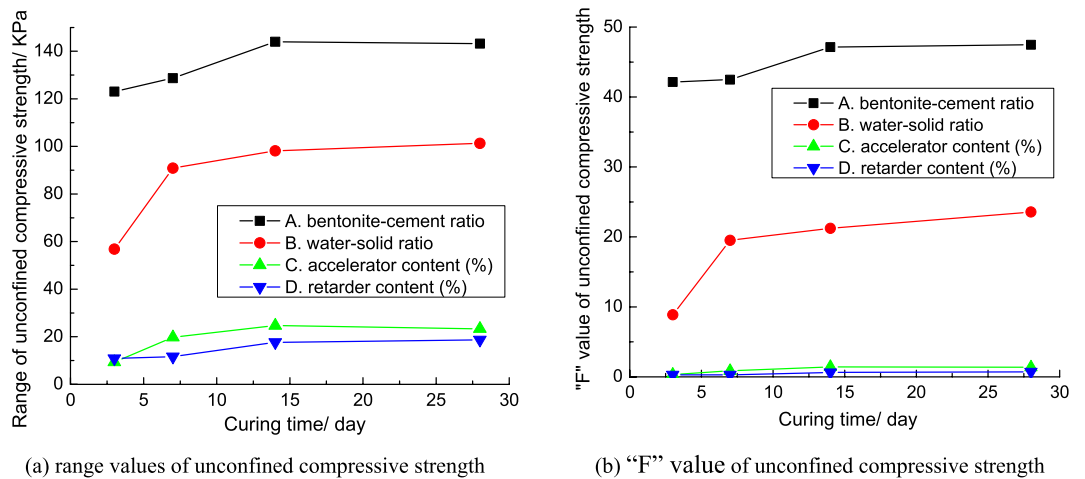 (a)
Range of unconfined compressive strength/ KPa
140
120
100
80
60
40
20
0
0 5 10 15 20 25 30
Curing time/ day
A. bentonite-cement ratio
B. water-solid ratio
C. accelerator content (%)
D. retarder content (%)
(a) range values of unconfined compressive strength
(b)
"F" value of unconfined compressive strength
50
40
30
20
10
0
0 5 10 15 20 25 30
Curing time/ day
A. bentonite-cement ratio
B. water-solid ratio
C. accelerator content (%)
D. retarder content (%)
(b) “F” value of unconfined compressive strength